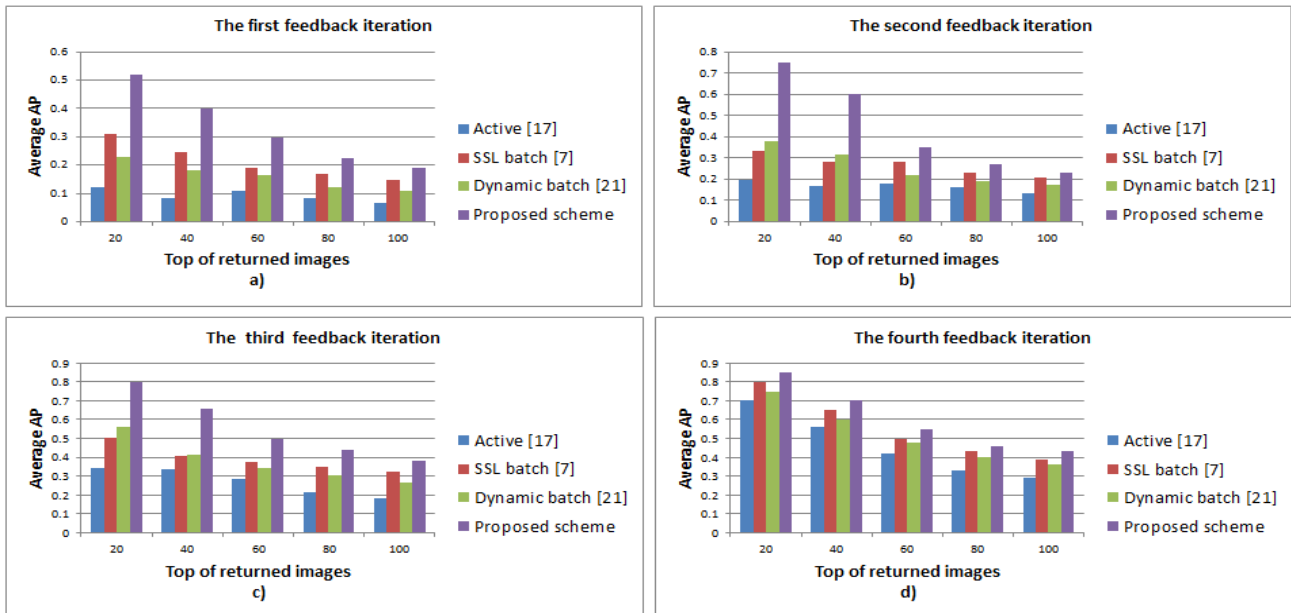 The first feedback iteration
Average AP
0.6
0.5
0.4
0.3
0.2
0.1
0
20 40 60 80 100
Top of returned images
a)
Active [17]
SSL batch [7]
Dynamic batch [21]
Proposed scheme
The second feedback iteration
Average AP
0.8
0.7
0.6
0.5
0.4
0.3
0.2
0.1
0
20 40 60 80 100
Top of returned images
b)
Active [17]
SSL batch [7]
Dynamic batch [21]
Proposed scheme
The third feedback iteration
Average AP
0.9
0.8
0.7
0.6
0.5
0.4
0.3
0.2
0.1
0
20 40 60 80 100
Top of returned images
c)
Active [17]
SSL batch [7]
Dynamic batch [21]
Proposed scheme
The fourth feedback iteration
Average AP
0.9
0.8
0.7
0.6
0.5
0.4
0.3
0.2
0.1
0
20 40 60 80 100
Top of returned images
d)
Active [17]
SSL batch [7]
Dynamic batch [21]
Proposed scheme